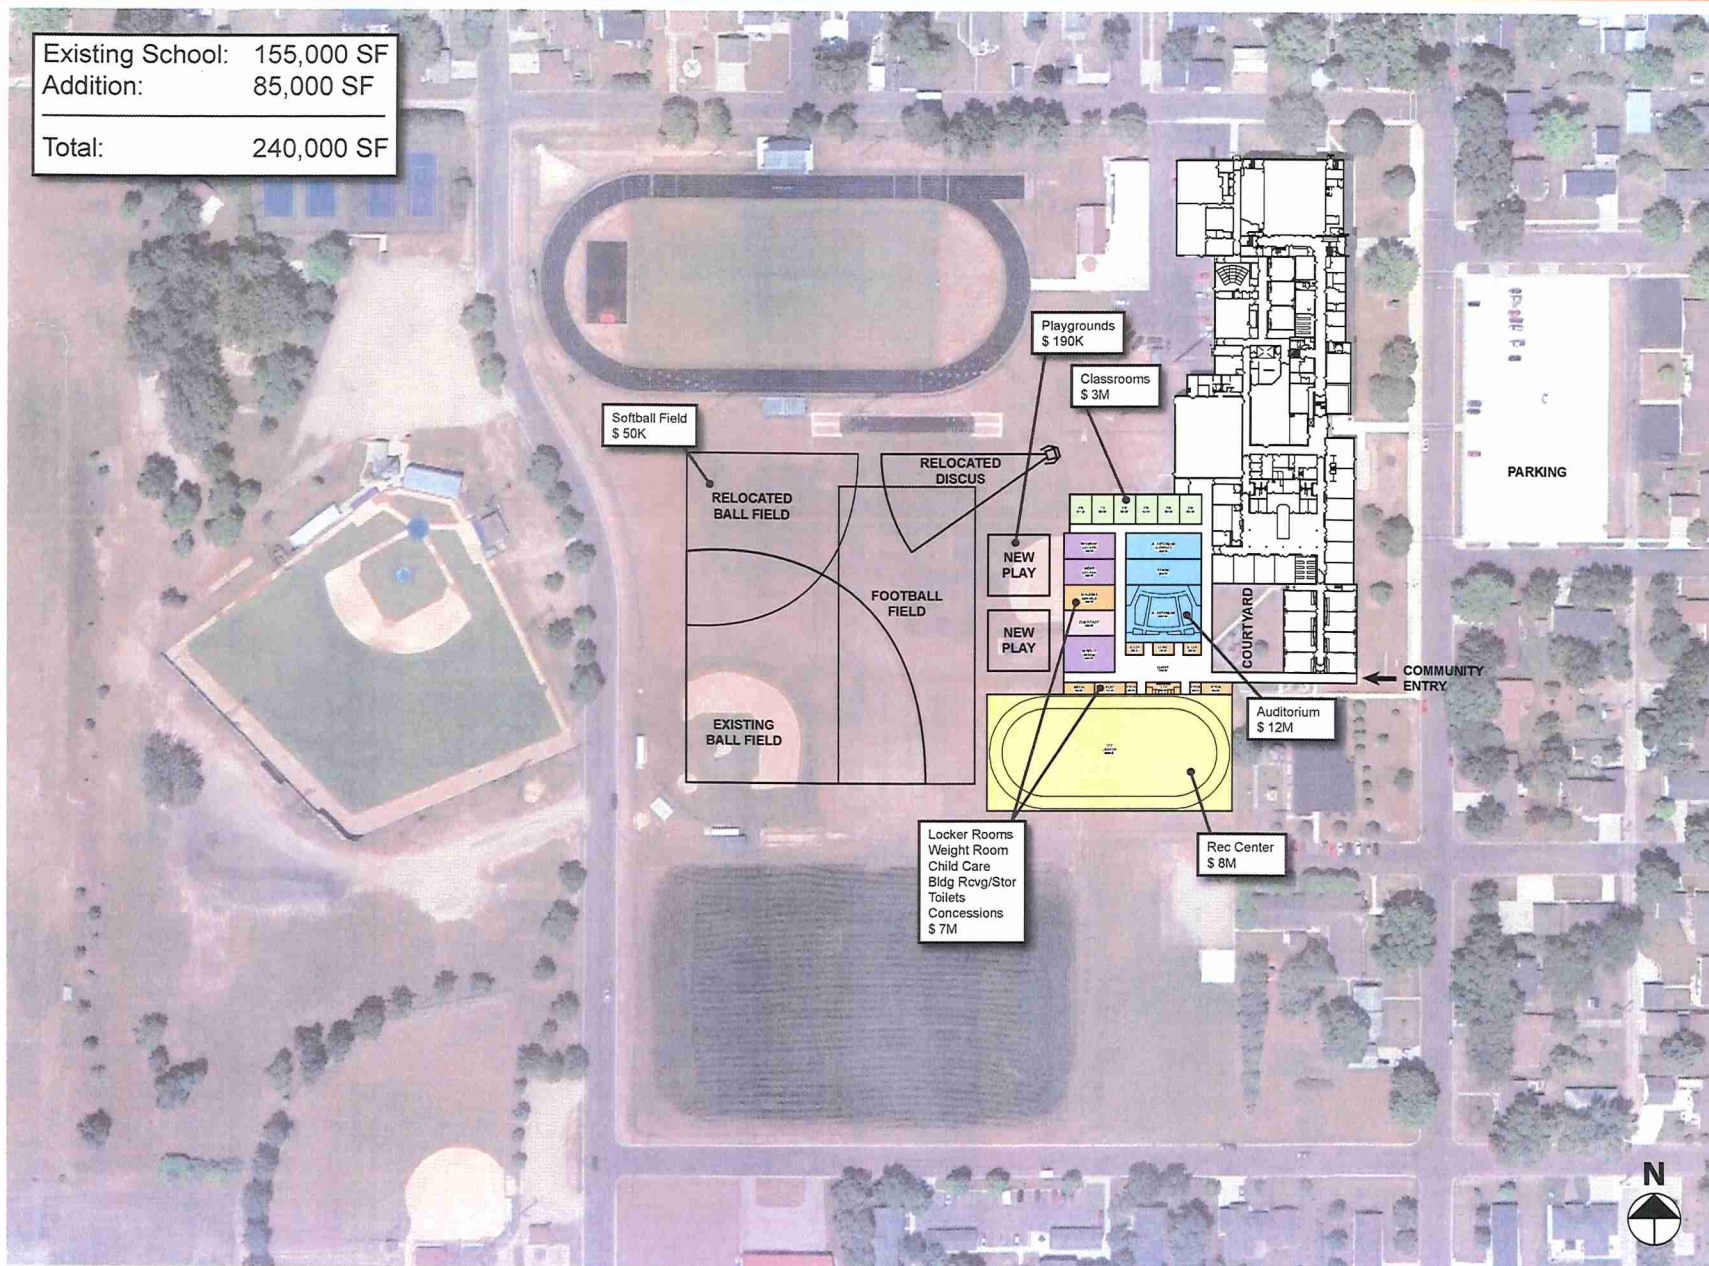 Existing School: 155,000 SF
Addition: 85,000 SF
Total: 240,000 SF
Playgrounds
$ 190K
Classrooms
$ 3M
Softball Field
$ 50K
RELOCATED
DISCUS
RELOCATED
BALL FIELD
PARKING
NEW
PLAY
FOOTBALL
FIELD
NEW
PLAY
COURTYARD
COMMUNITY
ENTRY
EXISTING
BALL FIELD
Auditorium
$ 12M
Locker Rooms
Weight Room
Child Care
Bldg Rcvg/Stor
Toilets
Concessions
$ 7M
Rec Center
$ 8M
N